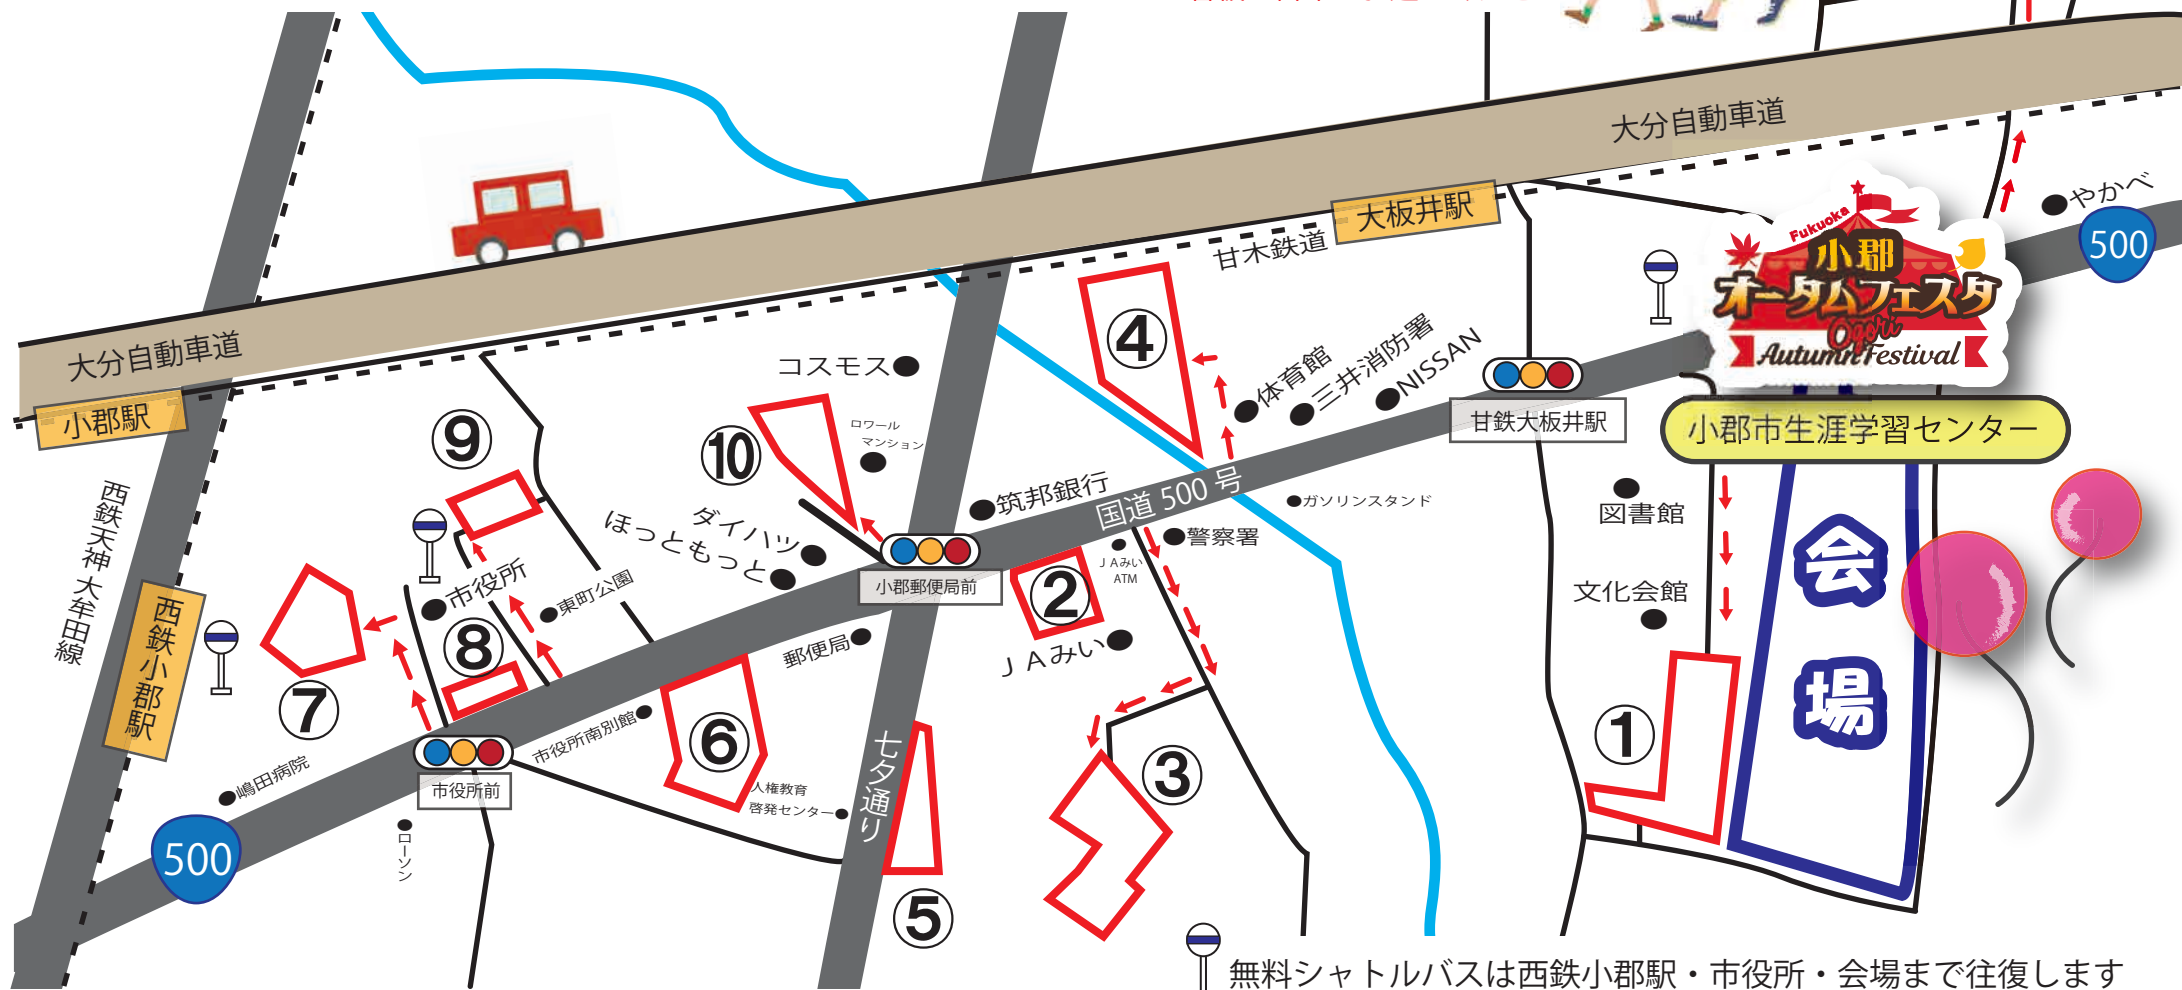 大分自動車道
やかべ
500
大板井駅
甘木鉄道
Fukuoka
小郡
オータムフェスタ
Ogori
Autumn Festival
小郡市生涯学習センター
大分自動車道
小郡駅
コスモス
④
体育館
三井消防署
NISSAN
甘鉄大板井駅
⑨
⑩
ロワール
マンション
筑邦銀行
国道 500 号
ガソリンスタンド
図書館
会場
西鉄天神大牟田線
ダイハツ
ほっともっと
小郡郵便局前
②
ＪＡみい
ATM
警察署
文化会館
市役所
東町公園
西鉄小郡駅
⑧
郵便局
ＪＡみい
⑦
市役所南別館
⑥
七夕通り
③
①
嶋田病院
市役所前
人権教育
啓発センター
ローソン
500
⑤
無料シャトルバスは西鉄小郡駅・市役所・会場まで往復します